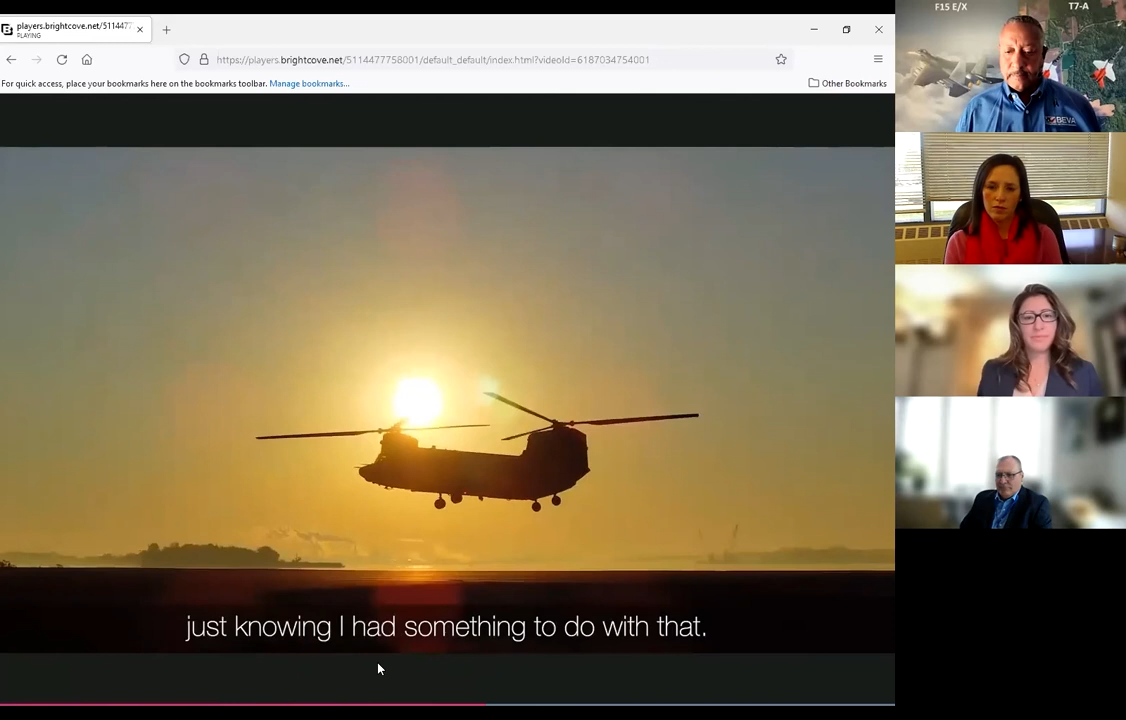 players.brightcove.net/5114477
PLAYING
https://players.brightcove.net/5114477758001/default_default/index.html?videoId=6187034754001
For quick access, place your bookmarks here on the bookmarks toolbar. Manage bookmarks...
Other Bookmarks
just knowing I had something to do with that.
F15 E/X
T7-A
BEVA